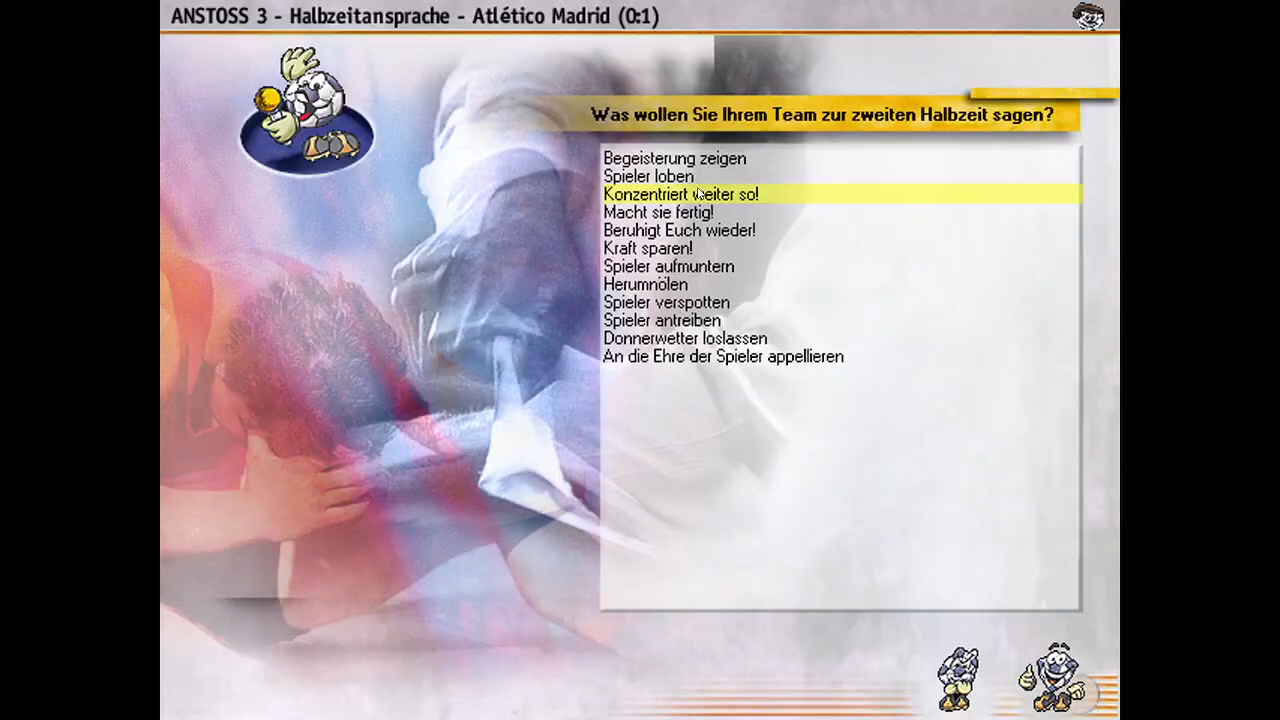 ANSTOSS 3 - Halbzeitansprache - Atlético Madrid (0:1)
Was wollen Sie Ihrem Team zur zweiten Halbzeit sagen?
Begeisterung zeigen
Spieler loben
Konzentriert weiter so!
Macht sie fertig!
Beruhigt Euch wieder!
Kraft sparen!
Spieler aufmuntern
Herumnölen
Spieler verspotten
Spieler antreiben
Donnerwetter loslassen
An die Ehre der Spieler appellieren